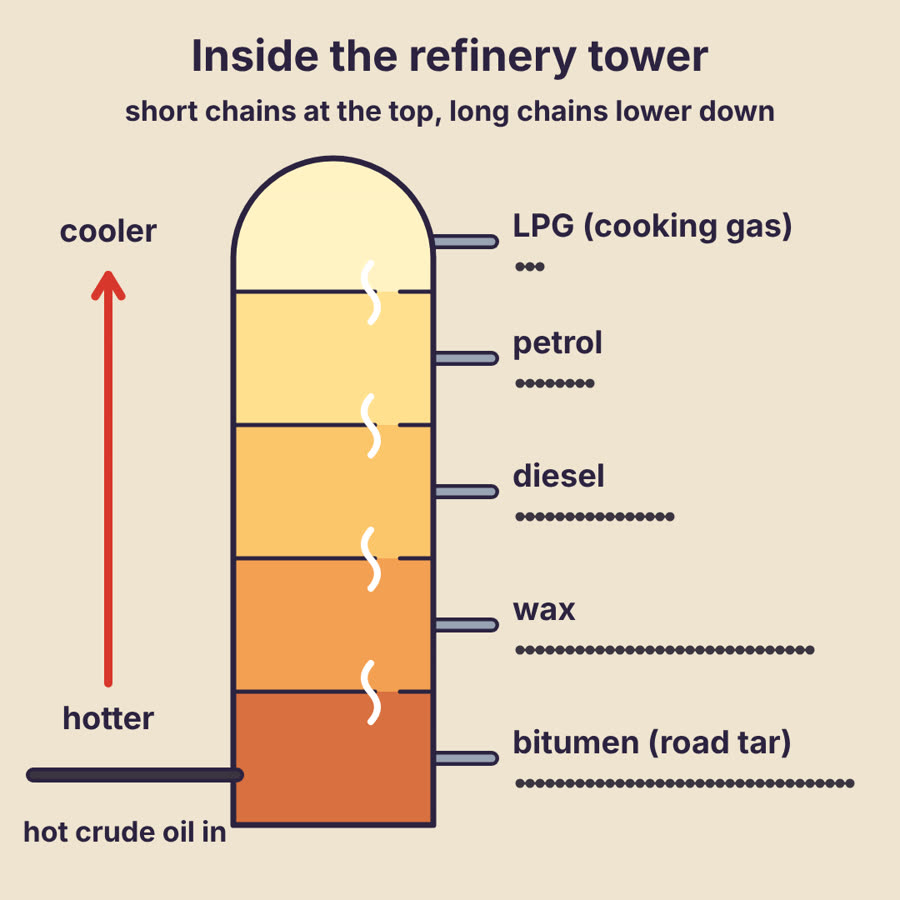 Inside the refinery tower
short chains at the top, long chains lower down
cooler
LPG (cooking gas)
petrol
diesel
wax
hotter
bitumen (road tar)
hot crude oil in